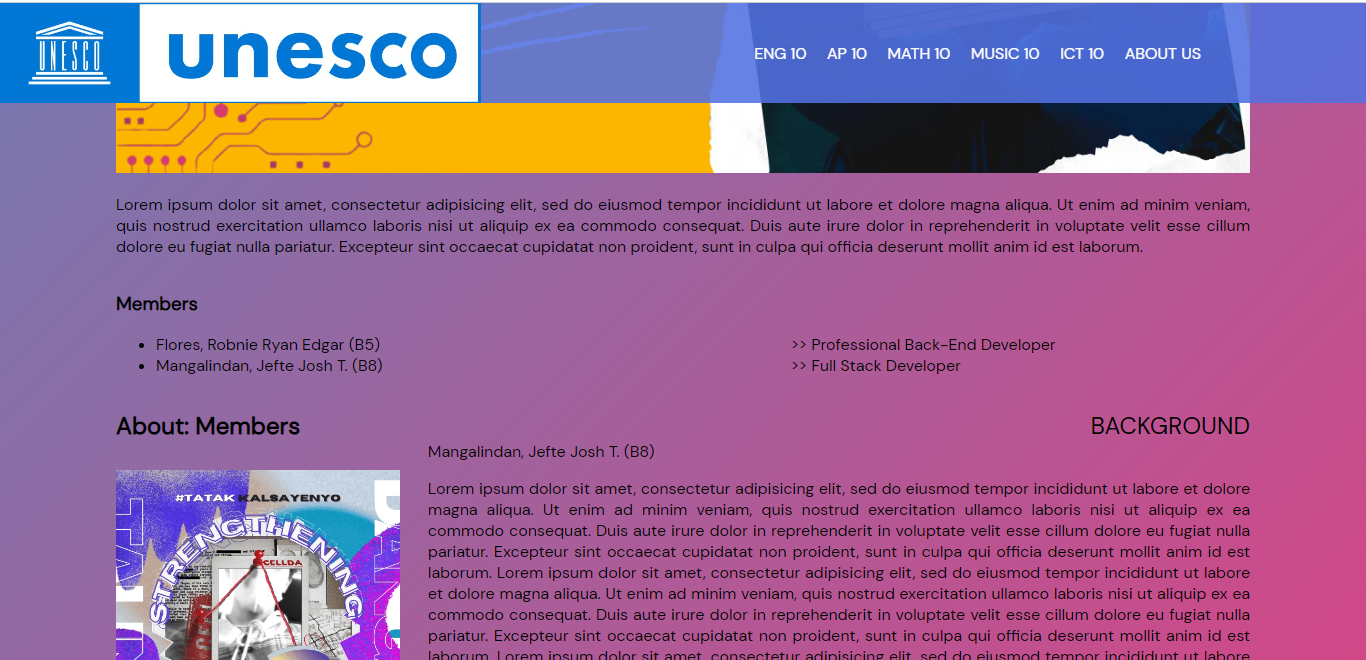 UNESCO
unesco
ENG 10 AP 10 MATH 10 MUSIC 10 ICT 10 ABOUT US
Lorem ipsum dolor sit amet, consectetur adipisicing elit, sed do eiusmod tempor incididunt ut labore et dolore magna aliqua. Ut enim ad minim veniam,
quis nostrud exercitation ullamco laboris nisi ut aliquip ex ea commodo consequat. Duis aute irure dolor in reprehenderit in voluptate velit esse cillum
dolore eu fugiat nulla pariatur. Excepteur sint occaecat cupidatat non proident, sunt in culpa qui officia deserunt mollit anim id est laborum.
Members
Flores, Robnie Ryan Edgar (B5) >> Professional Back-End Developer
Mangalindan, Jefte Josh T. (B8) >> Full Stack Developer
About: Members
BACKGROUND
Mangalindan, Jefte Josh T. (B8)
#TATAK KALSAYENYO
STRENGTHENING
CELLDA
Lorem ipsum dolor sit amet, consectetur adipisicing elit, sed do eiusmod tempor incididunt ut labore et dolore
magna aliqua. Ut enim ad minim veniam, quis nostrud exercitation ullamco laboris nisi ut aliquip ex ea
commodo consequat. Duis aute irure dolor in reprehenderit in voluptate velit esse cillum dolore eu fugiat nulla
pariatur. Excepteur sint occaecat cupidatat non proident, sunt in culpa qui officia deserunt mollit anim id est
laborum. Lorem ipsum dolor sit amet, consectetur adipisicing elit, sed do eiusmod tempor incididunt ut labore
et dolore magna aliqua. Ut enim ad minim veniam, quis nostrud exercitation ullamco laboris nisi ut aliquip ex ea
commodo consequat. Duis aute irure dolor in reprehenderit in voluptate velit esse cillum dolore eu fugiat nulla
pariatur. Excepteur sint occaecat cupidatat non proident, sunt in culpa qui officia deserunt mollit anim id est
laborum. Lorem ipsum dolor sit amet, consectetur adipisicing elit, sed do eiusmod tempor incididunt ut labore